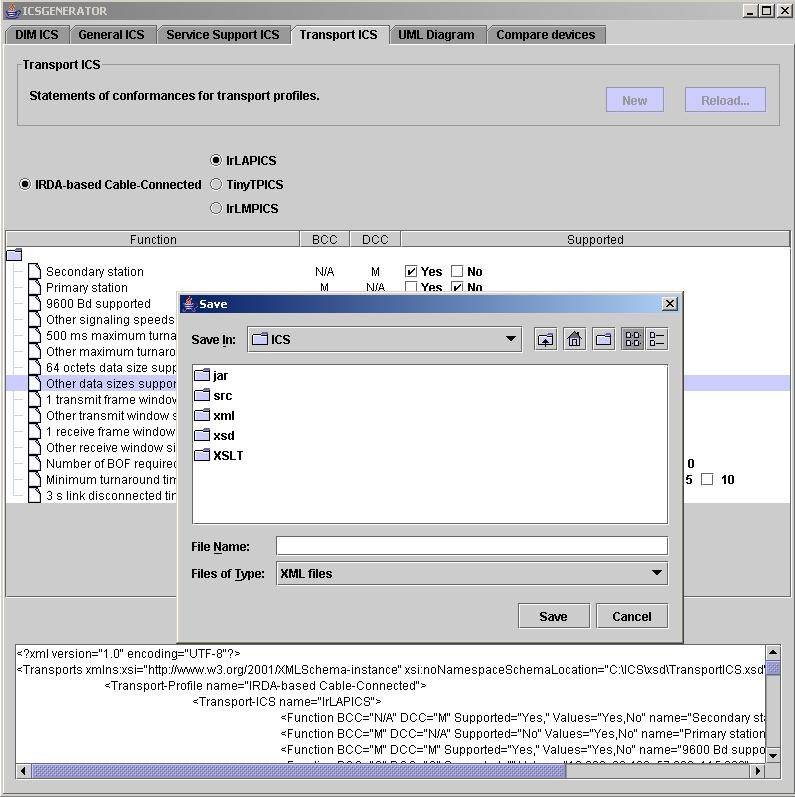 ICSGENERATOR
DIM ICS General ICS Service Support ICS Transport ICS UML Diagram Compare devices
Transport ICS
Statements of conformances for transport profiles.
New Reload...
IrLAPICS
IRDA-based Cable-Connected TinyTPICS
IrLMPICS
Function BCC DCC Supported
Secondary station N/A M Yes No
Primary station M N/A Yes No
9600 Bd supported
Other signaling speeds
500 ms maximum turna
Other maximum turnaro
64 octets data size supp
Other data sizes suppor
1 transmit frame window
Other transmit window s
1 receive frame window
Other receive window si
Number of BOF required 0
Minimum turnaround tim 5 10
3 s link disconnected tin
Save
Save In: ICS
jar
src
xml
xsd
XSLT
File Name:
Files of Type: XML files
Save Cancel
<?xml version="1.0" encoding="UTF-8"?>
<Transports xmlns:xsi="http://www.w3.org/2001/XMLSchema-instance" xsi:noNamespaceSchemaLocation="C:\ICS\xsd\TransportICS.xsd"
<Transport-Profile name="IRDA-based Cable-Connected">
<Transport-ICS name="IrLAPICS">
<Function BCC="N/A" DCC="M" Supported="Yes," Values="Yes,No" name="Secondary sta
<Function BCC="M" DCC="N/A" Supported="No" Values="Yes,No" name="Primary station
<Function BCC="M" DCC="M" Supported="Yes," Values="Yes,No" name="9600 Bd suppo